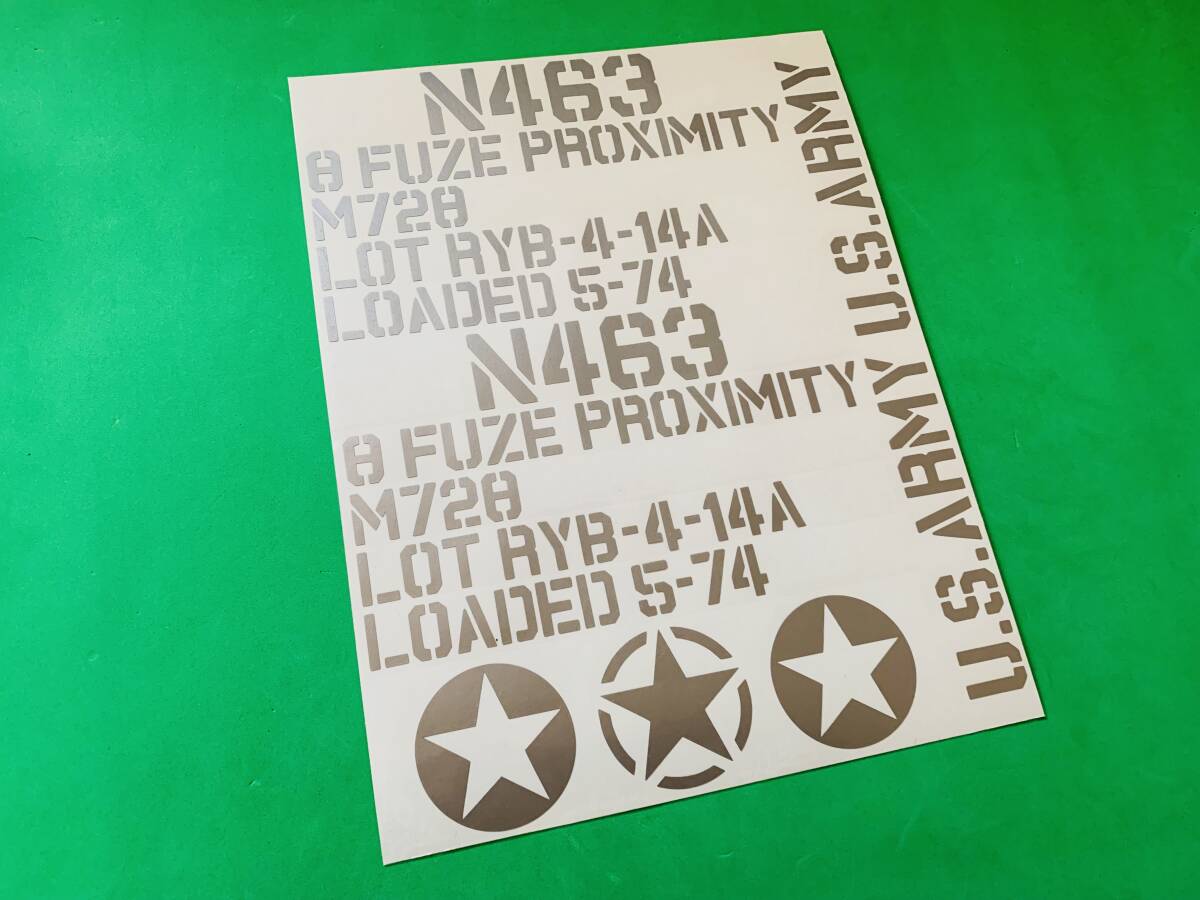 N463
8 FUZE PROXIMITY
M728
LOT RYB-4-14A
LOADED 5-74
N463
8 FUZE PROXIMITY
M728
LOT RYB-4-14A
LOADED 5-74
U.S.ARMY
U.S.ARMY